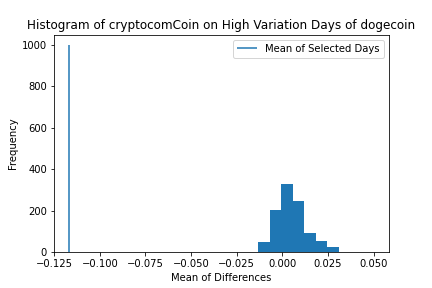 Histogram of cryptocomCoin on High Variation Days of dogecoin
Mean of Selected Days
1000
800
600
400
200
0
Frequency
−0.125 −0.100 −0.075 −0.050 −0.025 0.000 0.025 0.050
Mean of Differences